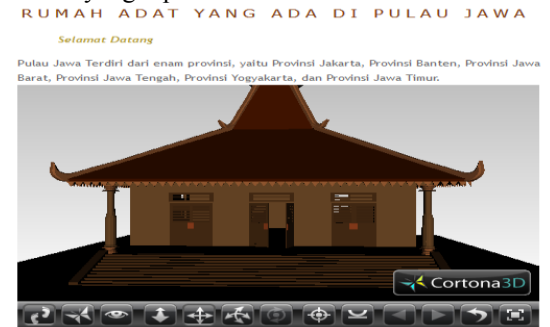 RUMAH ADAT YANG ADA DI PULAU JAWA
Selamat Datang
Pulau Jawa Terdiri dari enam provinsi, yaitu Provinsi Jakarta, Provinsi Banten, Provinsi Jawa
Barat, Provinsi Jawa Tengah, Provinsi Yogyakarta, dan Provinsi Jawa Timur.
Cortona3D